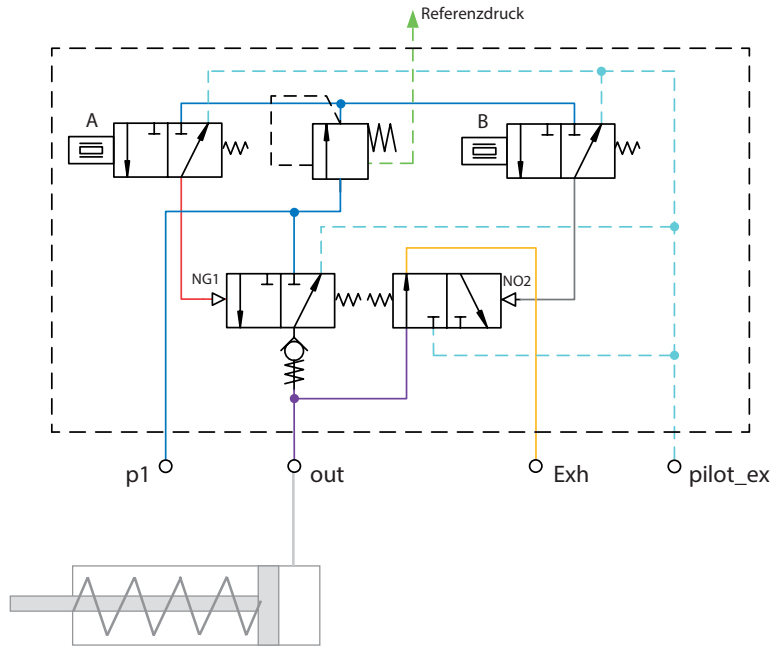 Referenzdruck
A
B
NG1
NO2
p1
out
Exh
pilot_ex